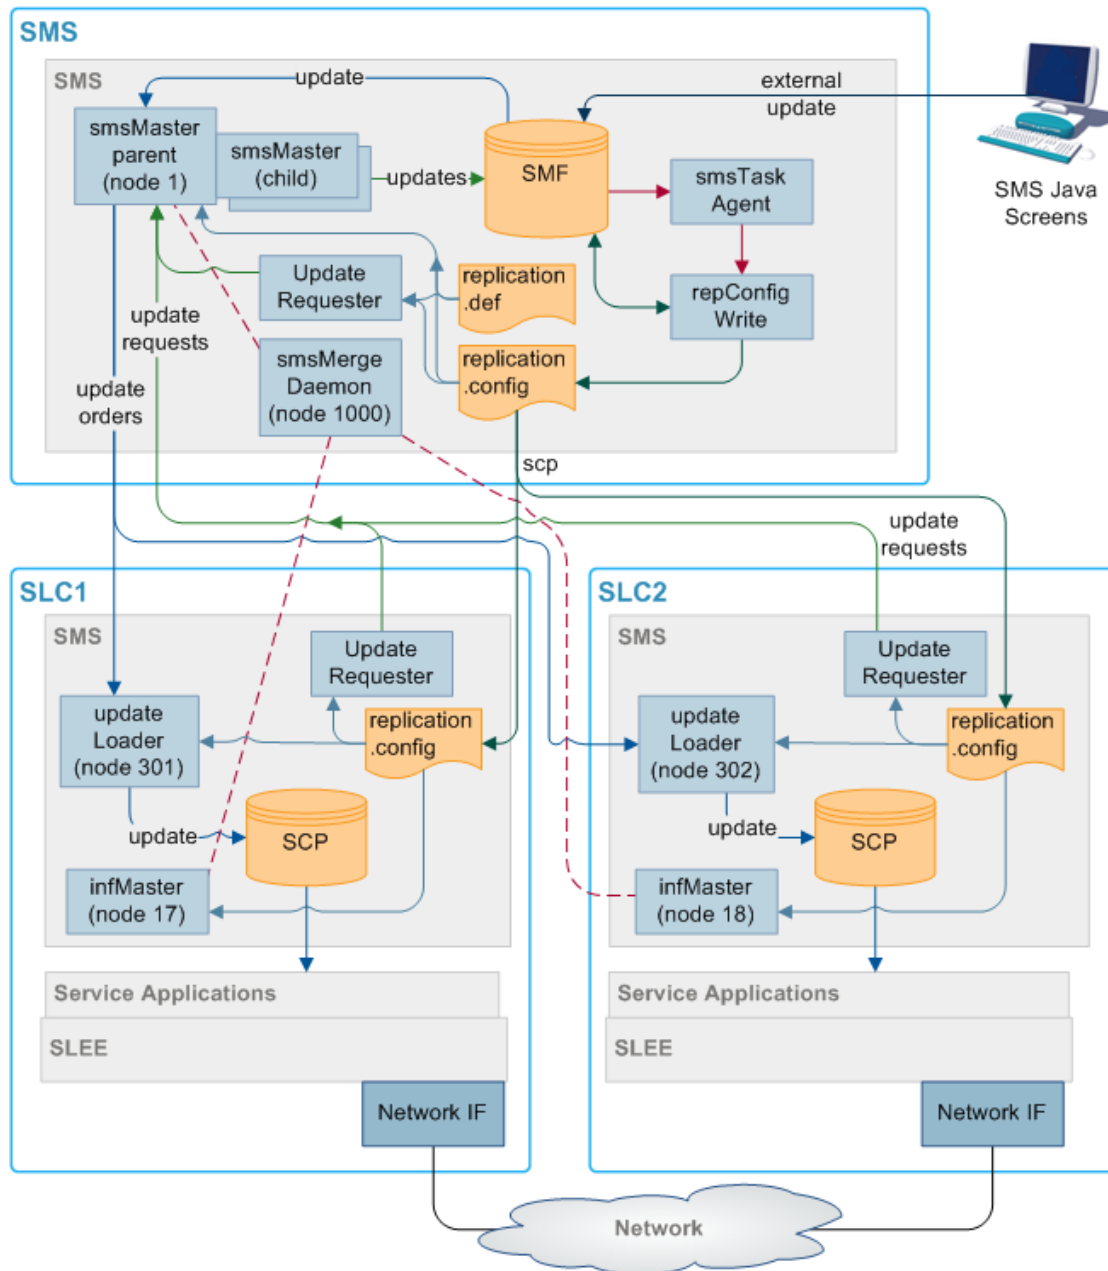 SMS
SMS
update
external
update
smsMaster
parent
(node 1)
smsMaster
(child)
updates
SMF
smsTask
Agent
SMS Java
Screens
Update
Requester
replication
.def
repConfig
Write
update
requests
smsMerge
Daemon
(node 1000)
replication
.config
update
orders
scp
update
requests
SLC1
SMS
Update
Requester
update
Loader
(node 301)
replication
.config
update
SCP
infMaster
(node 17)
Service Applications
SLEE
Network IF
SLC2
SMS
Update
Requester
update
Loader
(node 302)
replication
.config
update
SCP
infMaster
(node 18)
Service Applications
SLEE
Network IF
Network